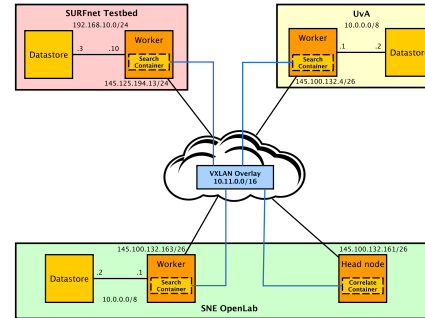 SURFnet Testbed
192.168.10.0/24
Datastore
.3
.10
Worker
Search
Container
145.125.194.13/24
UvA
10.0.0.0/8
Worker
Search
Container
.1
.2
Datastore
145.100.132.4/26
VXLAN Overlay
10.11.0.0/16
145.100.132.163/26
Datastore
.2
.1
Worker
Search
Container
10.0.0.0/8
145.100.132.161/26
Head node
Correlate
Container
SNE OpenLab